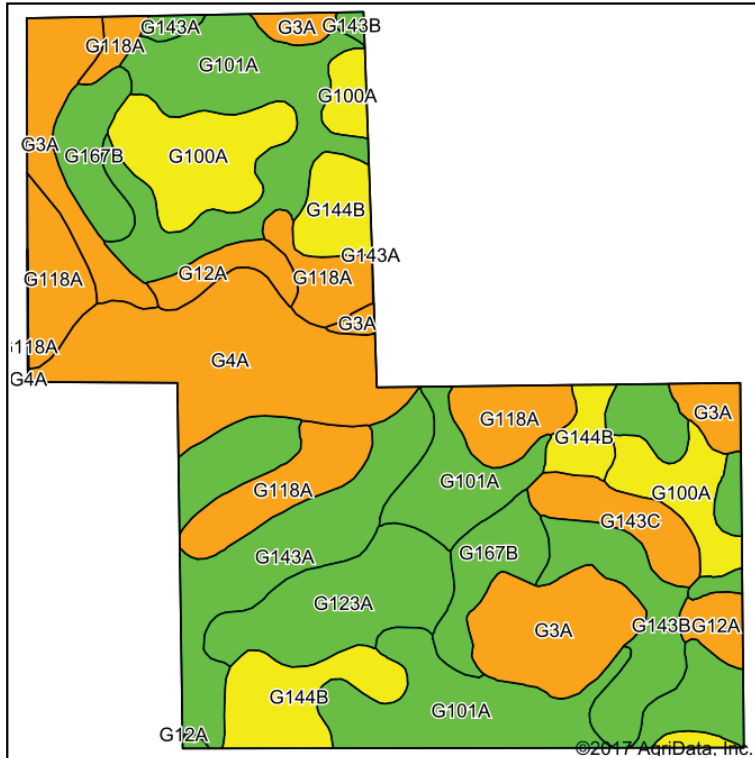 G143A
G3A
G143B
G118A
G101A
G100A
G3A
G167B
G100A
G144B
G143A
G12A
G118A
G118A
G3A
118A
G4A
G4A
G118A
G3A
G144B
G101A
G118A
G100A
G143C
G143A
G167B
G123A
G3A
G143B
G12A
G144B
G101A
G12A
©2017 AgriData, Inc.